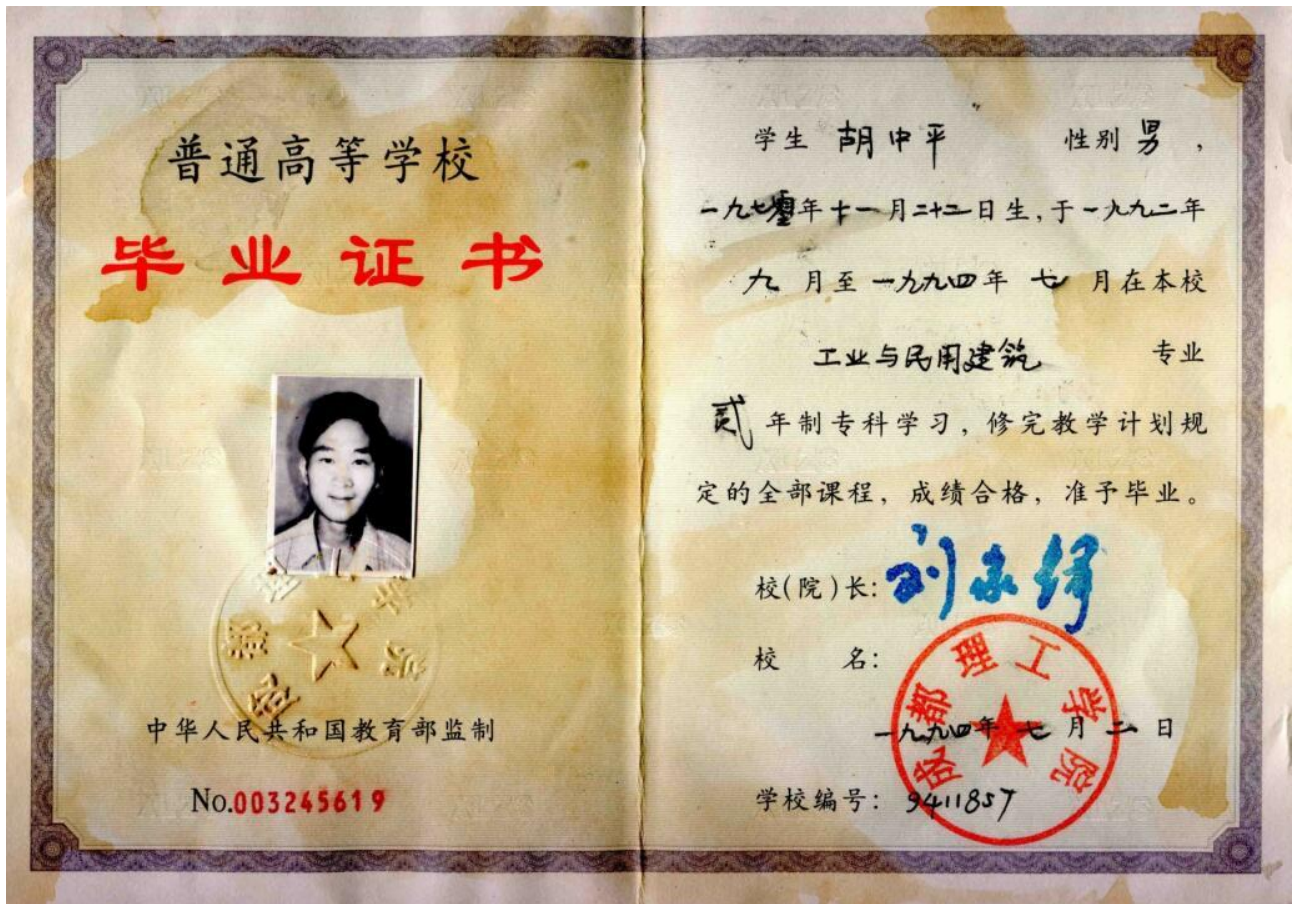 普通高等学校
毕业证书
中华人民共和国教育部监制
No.003245619
学生 胡中平 性别 男，
一九七零年十一月二十二日生，于一九九二年
九月至一九九四年七月在本校
工业与民用建筑 专业
贰年制专科学习，修完教学计划规
定的全部课程，成绩合格，准予毕业。
校(院)长：
校 名：
成都理工学院
一九九四年七月二日
学校编号：9411857